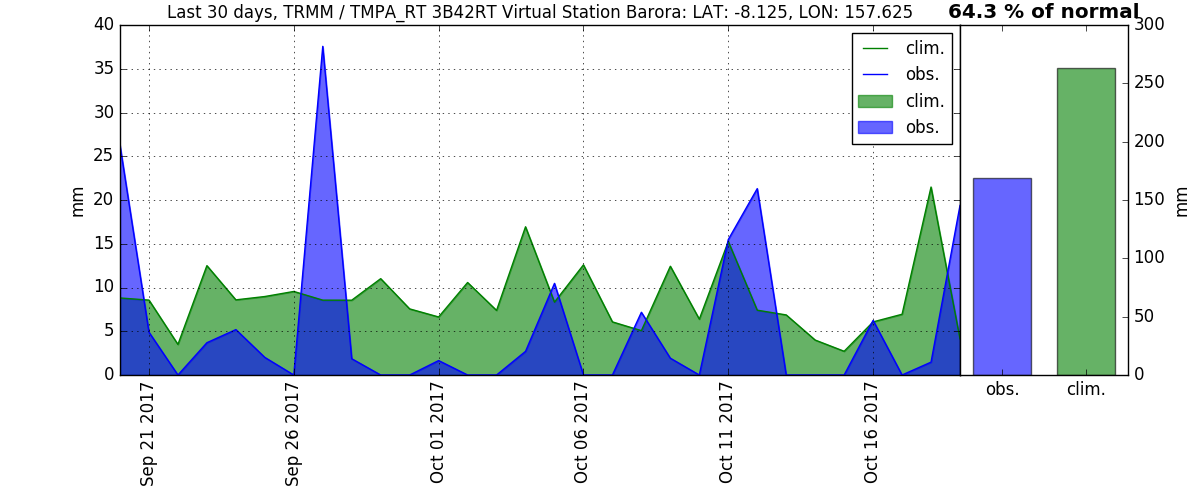 Last 30 days, TRMM / TMPA_RT 3B42RT Virtual Station Barora: LAT: -8.125, LON: 157.625
64.3 % of normal
mm
40
35
30
25
20
15
10
5
0
clim.
obs.
clim.
obs.
Sep 21 2017
Sep 26 2017
Oct 01 2017
Oct 06 2017
Oct 11 2017
Oct 16 2017
obs.
clim.
300
250
200
150
100
50
0
mm